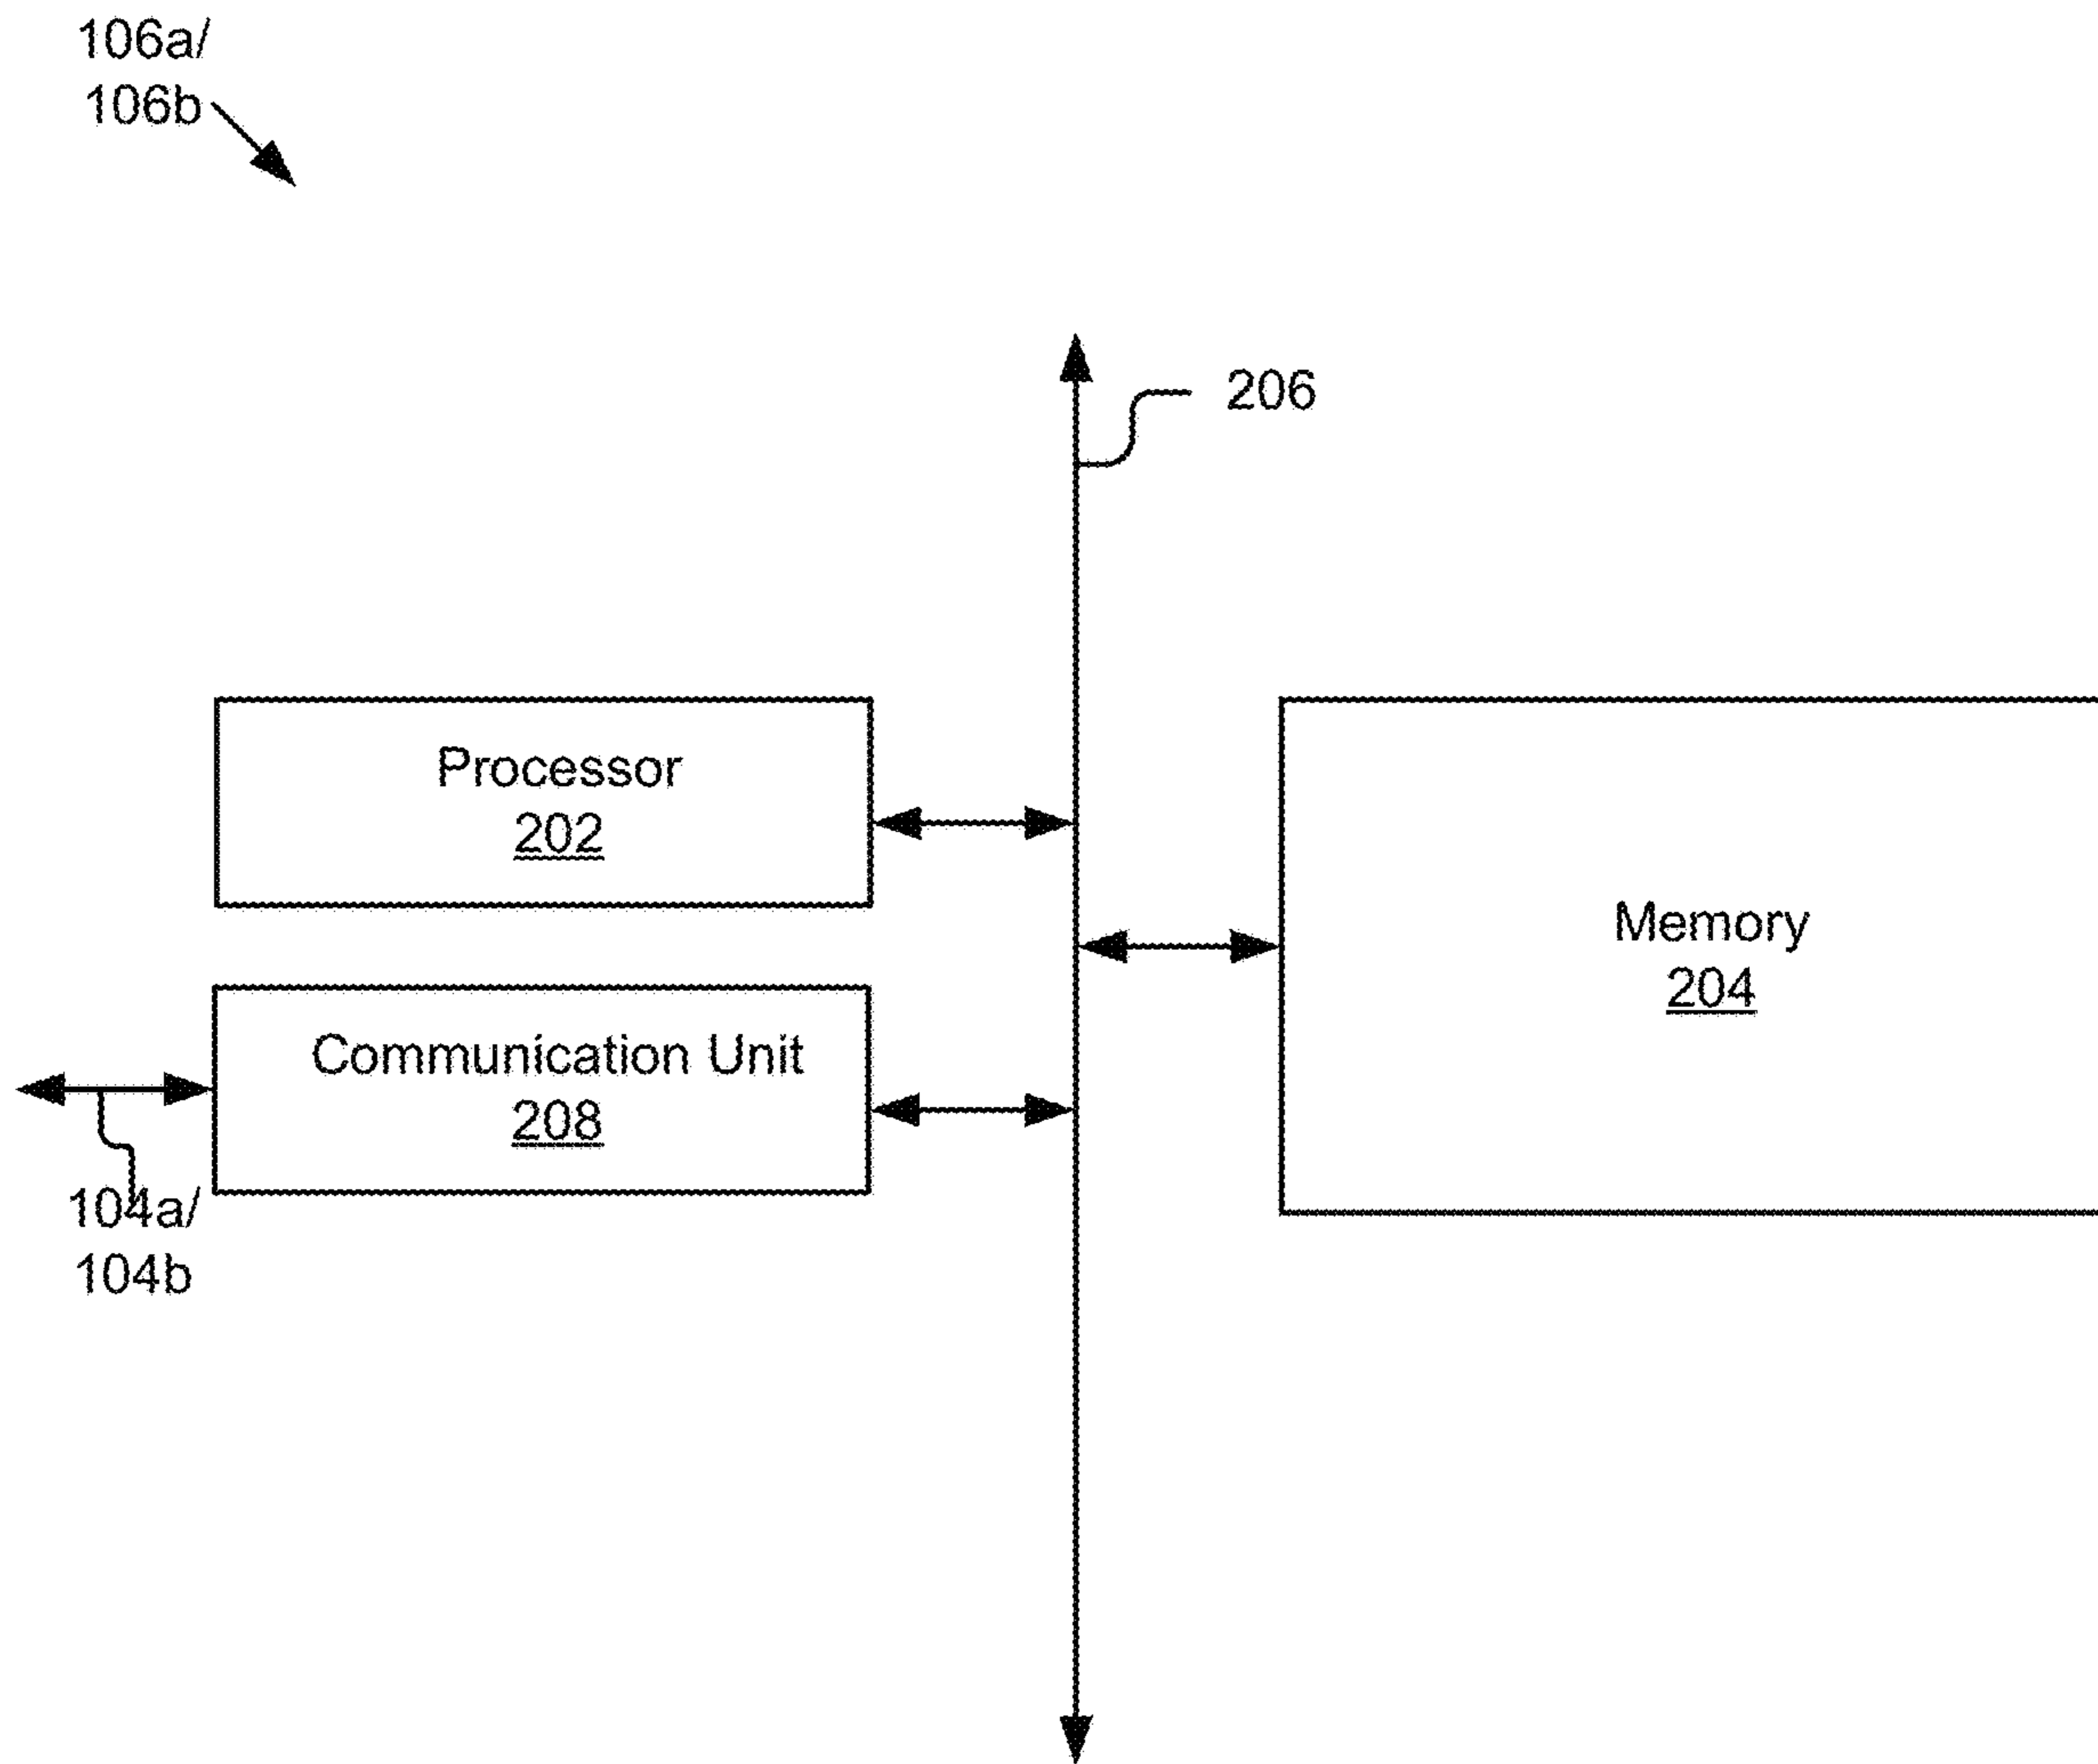 106a/
106b
206
Processor
202
Memory
204
Communication Unit
208
104a/
104b